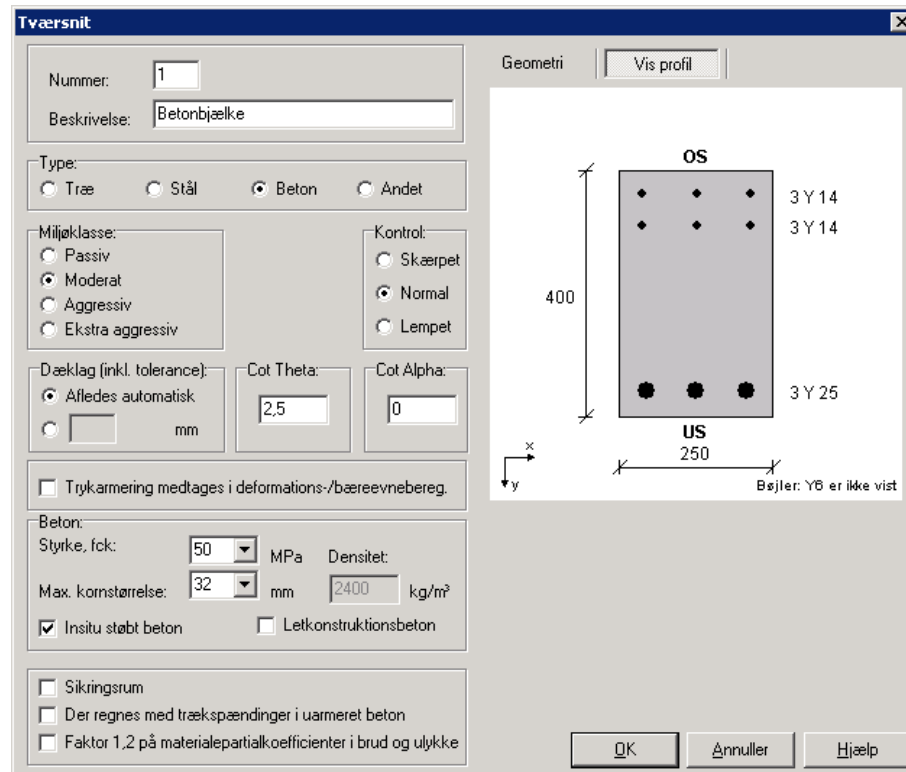 Tværsnit
Nummer: 1
Beskrivelse: Betonbjælke
Type:
Træ Stål Beton Andet
Miljøklasse:
Passiv
Moderat
Aggressiv
Ekstra aggressiv
Kontrol:
Skærpet
Normal
Lempet
Dæklag (inkl. tolerance):
Afledes automatisk
mm
Cot Theta:
2,5
Cot Alpha:
0
Trykarmering medtages i deformations-/bæreevnebereg.
Beton:
Styrke, fck: 50 MPa
Densitet:
Max. kornstørrelse: 32 mm 2400 kg/m³
Insitu støbt beton Letkonstruktionsbeton
Sikringsrum
Der regnes med trækspændinger i uarmeret beton
Faktor 1,2 på materialepartialkoefficienter i brud og ulykke
Geometri Vis profil
OS
3 Y 14
3 Y 14
400
3 Y 25
US
250
x
y
Bøjler: Y6 er ikke vist
OK Annuller Hjælp